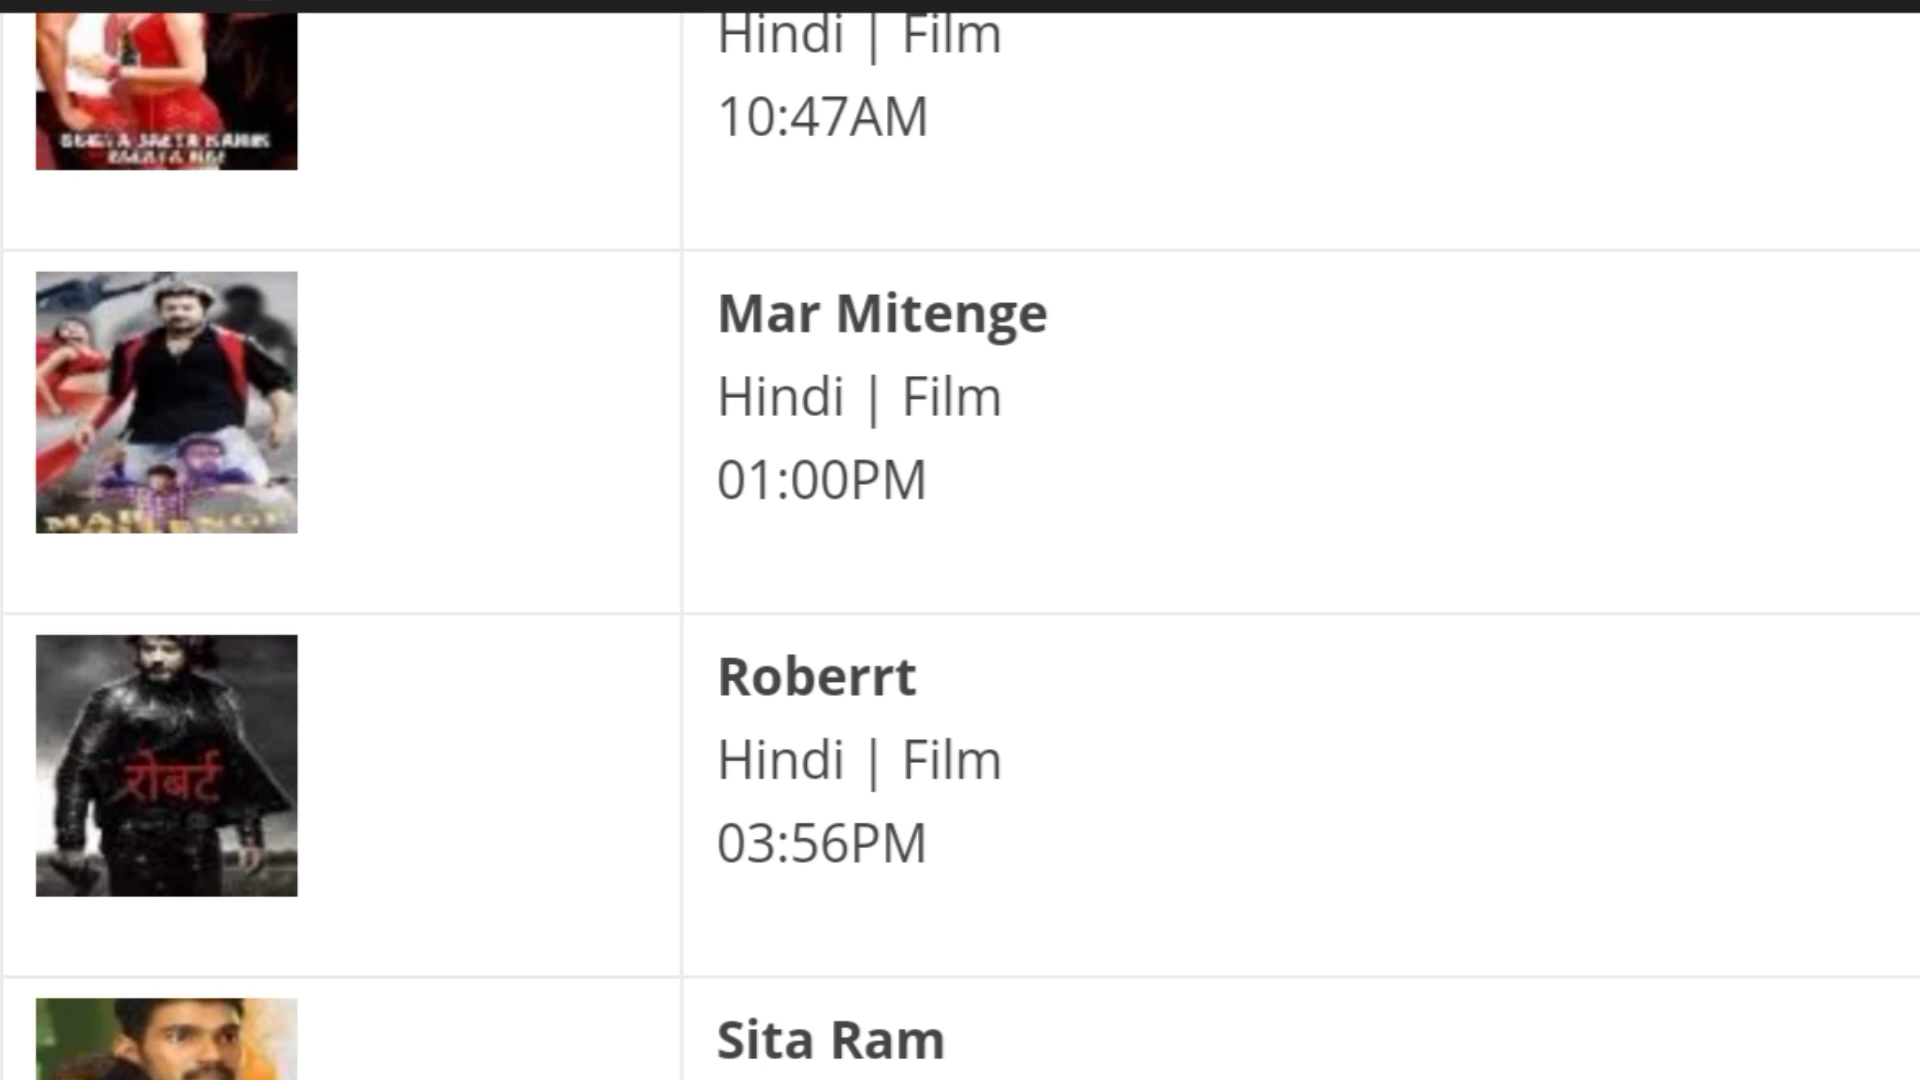 Hindi | Film
10:47AM
Mar Mitenge
Hindi | Film
01:00PM
रोबर्ट
Roberrt
Hindi | Film
03:56PM
Sita Ram